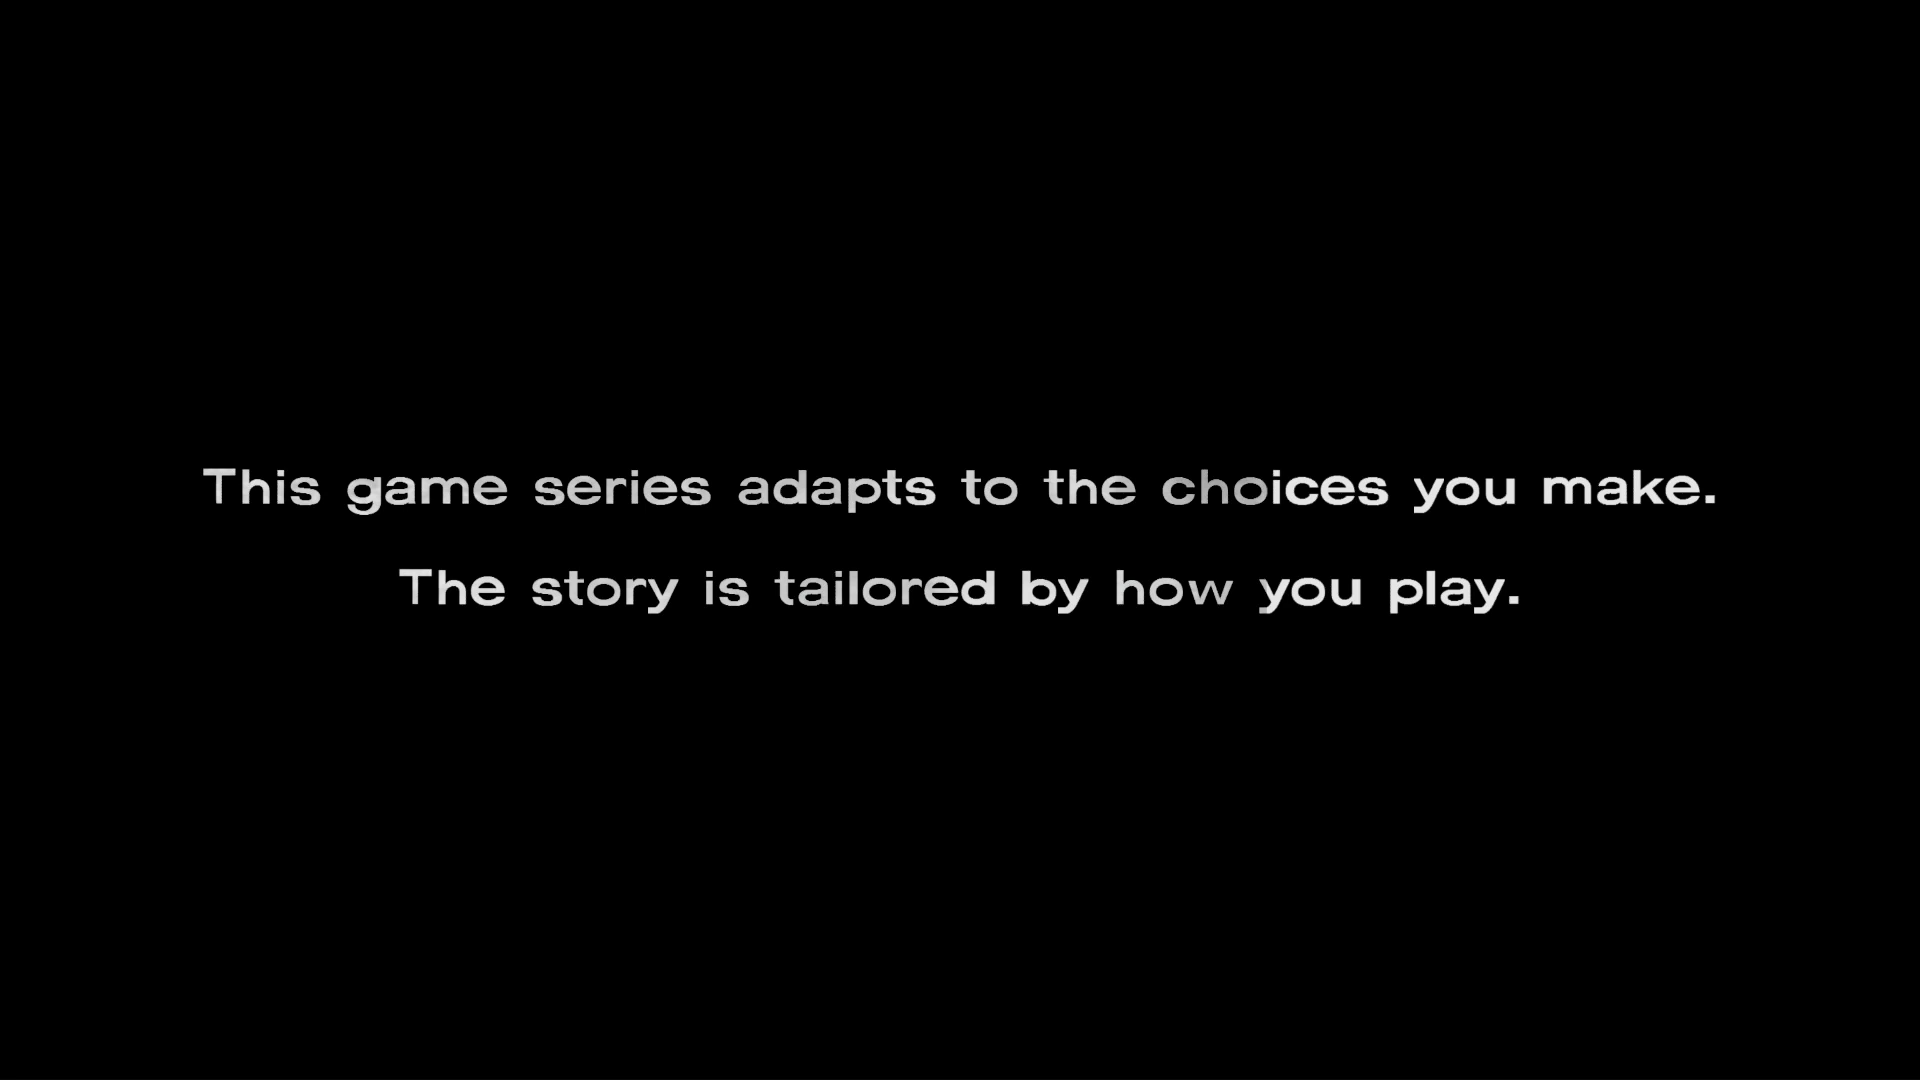 This game series adapts to the choices you make.
The story is tailored by how you play.